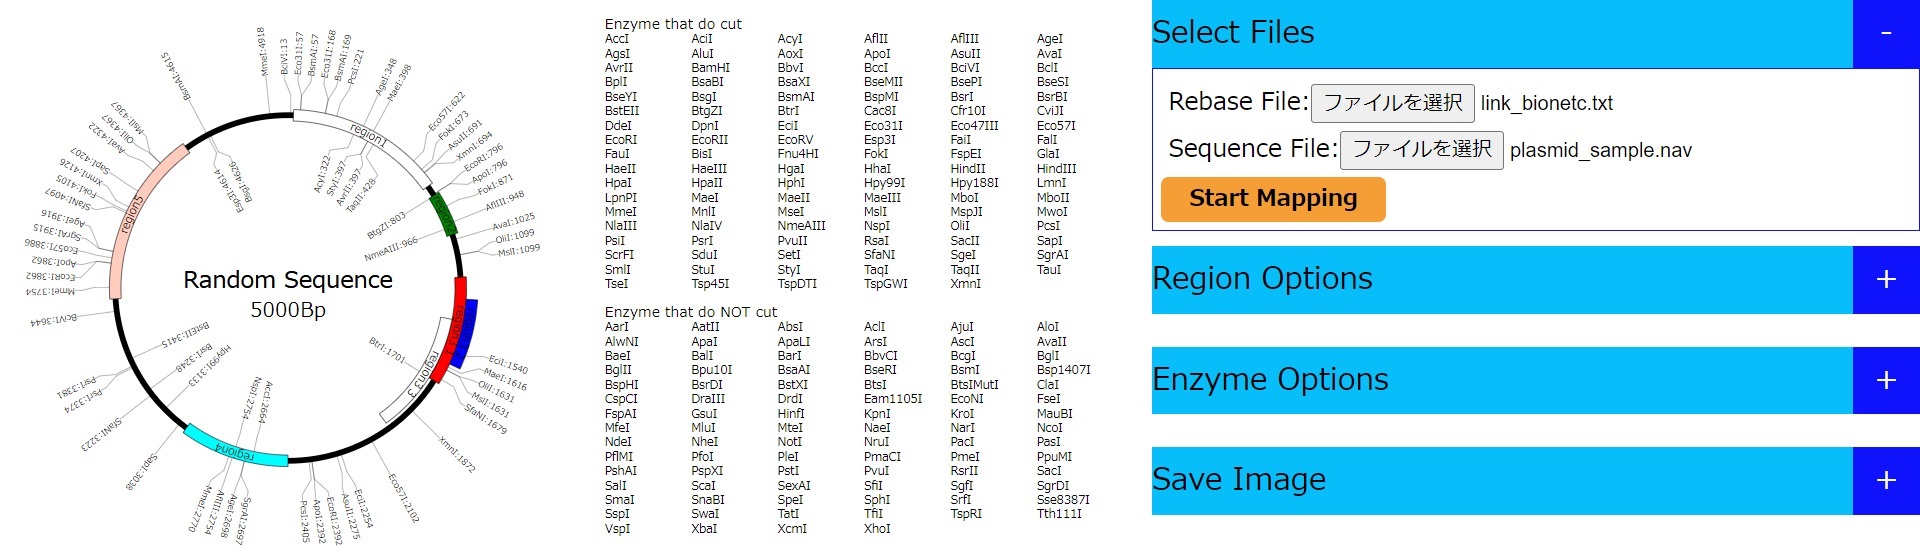 MmeI:4918
BciVI:13
Eco31I:57
BsmAI:57
Eco31I:168
BsmAI:169
PcsI:221
AgeI:348
MaeI:398
Eco57I:622
FokI:673
AsuII:691
XmnI:694
EcoRI:796
ApoI:796
FokI:871
AflIII:948
AvaI:1025
OliI:1099
MslI:1099
EciI:1540
MaeI:1616
OliI:1631
MslI:1631
SfaNI:1679
XmnI:1872
Eco57I:2102
EciI:2254
AsuII:2275
EcoRI:2392
ApoI:2392
PcsI:2405
SgrAI:2697
AgeI:2698
AflIII:2754
MmeI:2770
SapI:3038
SfaNI:3223
PsrI:3374
PsrI:3381
BciVI:3644
MmeI:3754
EcoRI:3862
ApoI:3862
Eco57I:3886
SgrAI:3915
AgeI:3916
SfaNI:4097
FokI:4105
XmnI:4126
SapI:4207
AvaI:4322
OliI:4367
MslI:4367
BsmAI:4615
AcyI:322
StyI:397
AvrII:397
TaqII:428
BtgZI:803
NmeAIII:966
BtrI:1701
AccI:2664
NspI:2754
Hpy99I:3133
BsrI:3248
BstEII:3415
Esp3I:4614
BsgI:4626
region1
region3_3
region4
region5
Random Sequence
5000Bp
Enzyme that do cut
AccI AciI AcyI AflII AflIII AgeI
AgsI AluI AoxI ApoI AsuII AvaI
AvrII BamHI BbvI BccI BciVI BclI
BplI BsaBI BsaXI BseMII BsePI BseSI
BseYI BsgI BsmAI BspMI BsrI BsrBI
BstEII BtgZI BtrI Cac8I Cfr10I CviJI
DdeI DpnI EciI Eco31I Eco47III Eco57I
EcoRI EcoRII EcoRV Esp3I FaiI FalI
FauI BisI Fnu4HI FokI FspEI GlaI
HaeII HaeIII HgaI HhaI HindII HindIII
HpaI HpaII HphI Hpy99I Hpy188I LmnI
LpnPI MaeI MaeII MaeIII MboI MboII
MmeI MnlI MseI MslI MspJI MwoI
NlaIII NlaIV NmeAIII NspI OliI PcsI
PsiI PsrI PvuII RsaI SacII SapI
ScrFI SduI SetI SfaNI SgeI SgrAI
SmlI StuI StyI TaqI TaqII TauI
TseI Tsp45I TspDTI TspGWI XmnI
Enzyme that do NOT cut
AarI AatII AbsI AclI AjuI AloI
AlwNI ApaI ApaLI ArsI AscI AvaII
BaeI BalI BarI BbvCI BcgI BglI
BglII Bpu10I BsaAI BseRI BsmI Bsp1407I
BspHI BsrDI BstXI BtsI BtsIMutI ClaI
CspCI DraIII DrdI Eam1105I EcoNI FseI
FspAI GsuI HinfI KpnI KroI MauBI
MfeI MluI MteI NaeI NarI NcoI
NdeI NheI NotI NruI PacI PasI
PflMI PfoI PleI PmaCI PmeI PpuMI
PshAI PspXI PstI PvuI RsrII SacI
SalI ScaI SexAI SfiI SgfI SgrDI
SmaI SnaBI SpeI SphI SrfI Sse8387I
SspI SwaI TatI TfiI TspRI Tth111I
VspI XbaI XcmI XhoI
Select Files -
Rebase File: ファイルを選択 link_bionetc.txt
Sequence File: ファイルを選択 plasmid_sample.nav
Start Mapping
Region Options +
Enzyme Options +
Save Image +